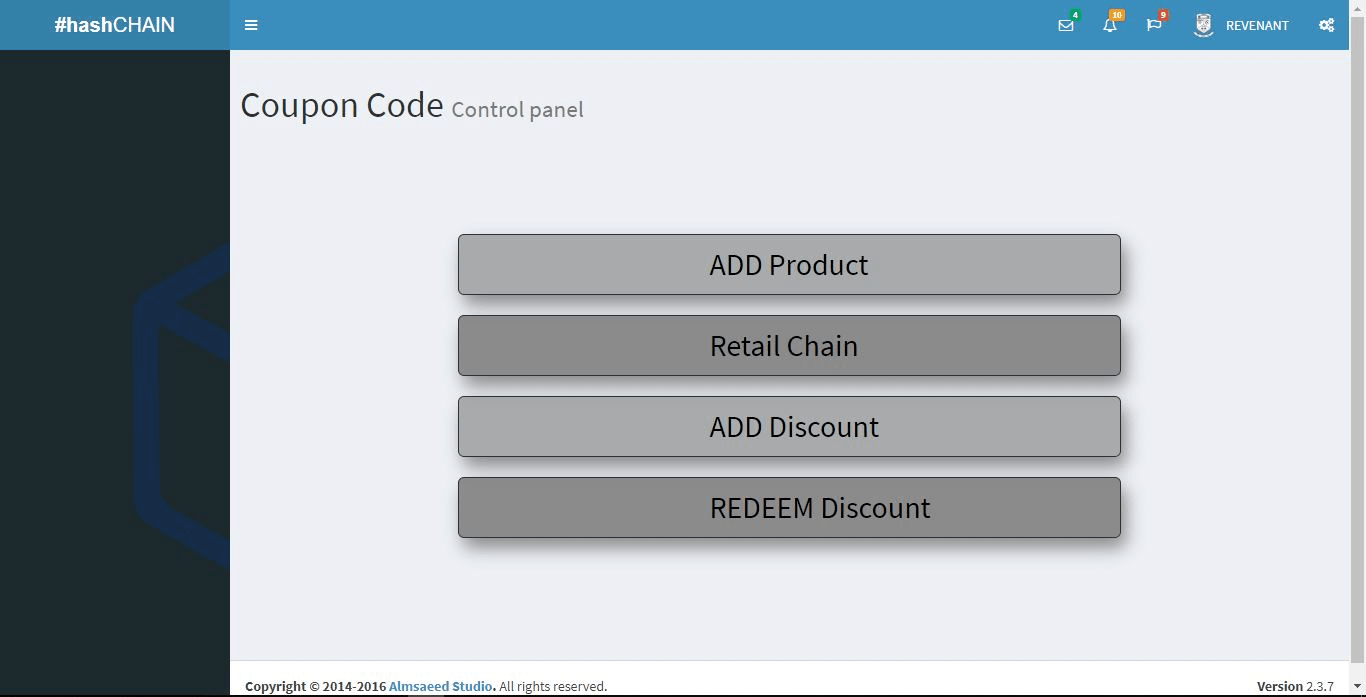 #hashCHAIN 4 10 9 REVENANT
Coupon Code Control panel
ADD Product
Retail Chain
ADD Discount
REDEEM Discount
Copyright © 2014-2016 Almsaeed Studio. All rights reserved. Version 2.3.7